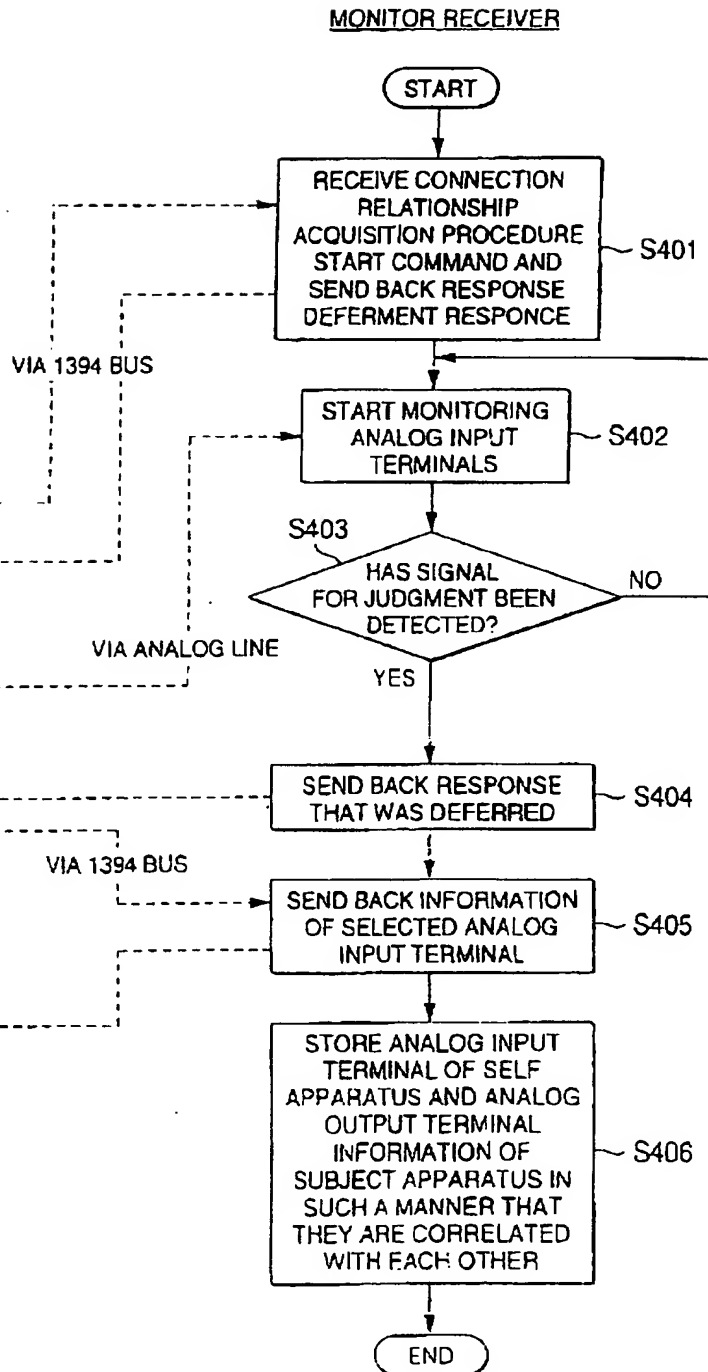 MONITOR RECEIVER
START
RECEIVE CONNECTION
RELATIONSHIP
ACQUISITION PROCEDURE
START COMMAND AND
SEND BACK RESPONSE
DEFERMENT RESPONCE
S401
VIA 1394 BUS
START MONITORING
ANALOG INPUT
TERMINALS
S402
S403
HAS SIGNAL
FOR JUDGMENT BEEN
DETECTED?
NO
VIA ANALOG LINE
YES
SEND BACK RESPONSE
THAT WAS DEFERRED
S404
VIA 1394 BUS
SEND BACK INFORMATION
OF SELECTED ANALOG
INPUT TERMINAL
S405
STORE ANALOG INPUT
TERMINAL OF SELF
APPARATUS AND ANALOG
OUTPUT TERMINAL
INFORMATION OF
SUBJECT APPARATUS IN
SUCH A MANNER THAT
THEY ARE CORRELATED
WITH EACH OTHER
S406
END